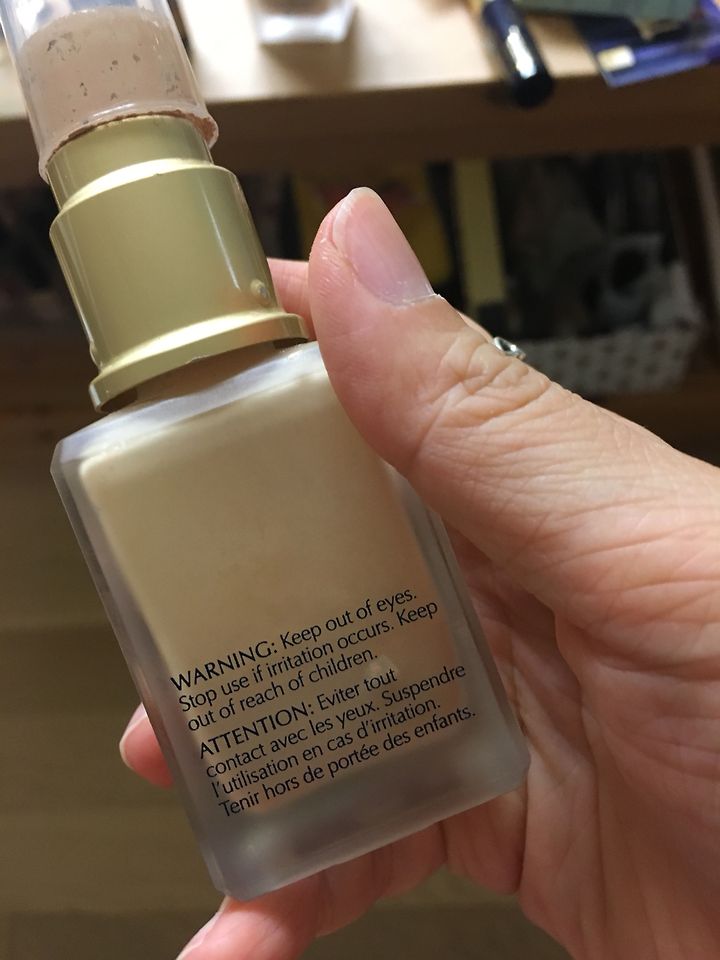 WARNING: Keep out of eyes.
Stop use if irritation occurs. Keep
out of reach of children.
ATTENTION: Eviter tout
contact avec les yeux. Suspendre
l'utilisation en cas d'irritation.
Tenir hors de portée des enfants.